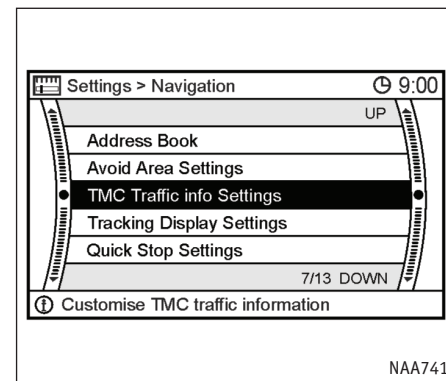 Settings > Navigation 9:00
UP
Address Book
Avoid Area Settings
TMC Traffic info Settings
Tracking Display Settings
Quick Stop Settings
7/13 DOWN
Customise TMC traffic information
NAA741